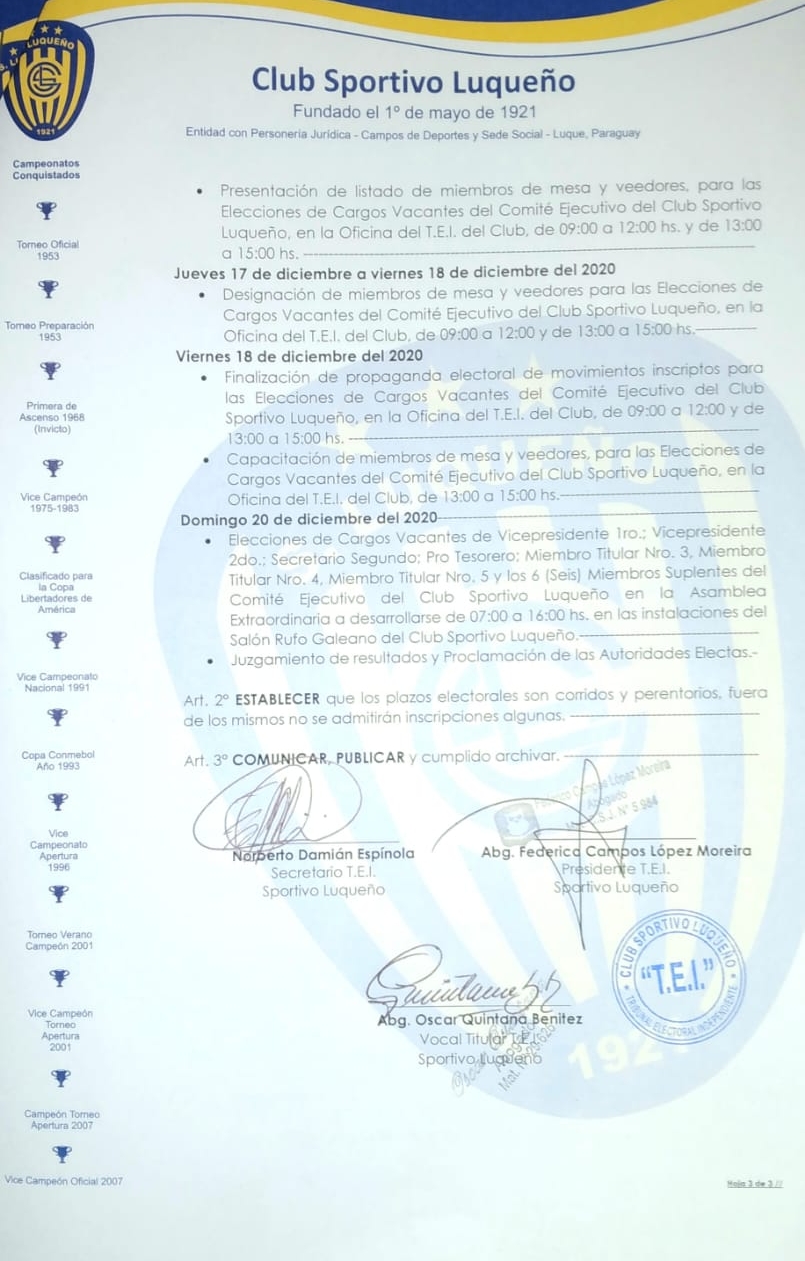 LUQUEÑO
1921
Club Sportivo Luqueño
Fundado el 1º de mayo de 1921
Entidad con Personería Jurídica - Campos de Deportes y Sede Social - Luque, Paraguay
Campeonatos
Conquistados
Torneo Oficial
1953
Torneo Preparación
1953
Primera de
Ascenso 1968
(Invicto)
Vice Campeón
1975-1983
Clasificado para
la Copa
Libertadores de
América
Vice Campeonato
Nacional 1991
Copa Conmebol
Año 1993
Vice
Campeonato
Apertura
1996
Torneo Verano
Campeón 2001
Vice Campeón
Torneo
Apertura
2001
Campeón Torneo
Apertura 2007
Vice Campeón Oficial 2007
• Presentación de listado de miembros de mesa y veedores, para las
Elecciones de Cargos Vacantes del Comité Ejecutivo del Club Sportivo
Luqueño, en la Oficina del T.E.I. del Club, de 09:00 a 12:00 hs. y de 13:00
a 15:00 hs.
Jueves 17 de diciembre a viernes 18 de diciembre del 2020
• Designación de miembros de mesa y veedores para las Elecciones de
Cargos Vacantes del Comité Ejecutivo del Club Sportivo Luqueño, en la
Oficina del T.E.I. del Club, de 09:00 a 12:00 y de 13:00 a 15:00 hs.
Viernes 18 de diciembre del 2020
• Finalización de propaganda electoral de movimientos inscriptos para
las Elecciones de Cargos Vacantes del Comité Ejecutivo del Club
Sportivo Luqueño, en la Oficina del T.E.I. del Club, de 09:00 a 12:00 y de
13:00 a 15:00 hs.
• Capacitación de miembros de mesa y veedores, para las Elecciones de
Cargos Vacantes del Comité Ejecutivo del Club Sportivo Luqueño, en la
Oficina del T.E.I. del Club, de 13:00 a 15:00 hs.
Domingo 20 de diciembre del 2020
• Elecciones de Cargos Vacantes de Vicepresidente 1ro.; Vicepresidente
2do.; Secretario Segundo; Pro Tesorero; Miembro Titular Nro. 3, Miembro
Titular Nro. 4, Miembro Titular Nro. 5 y los 6 (Seis) Miembros Suplentes del
Comité Ejecutivo del Club Sportivo Luqueño en la Asamblea
Extraordinaria a desarrollarse de 07:00 a 16:00 hs. en las instalaciones del
Salón Rufo Galeano del Club Sportivo Luqueño.
• Juzgamiento de resultados y Proclamación de las Autoridades Electas.-
Art. 2º ESTABLECER que los plazos electorales son corridos y perentorios, fuera
de los mismos no se admitirán inscripciones algunas.
Art. 3º COMUNICAR, PUBLICAR y cumplido archivar.
Federico Campos López Moreira
Abogado
S.J. Nº 5.984
Norberto Damián Espínola
Secretario T.E.I.
Sportivo Luqueño
Abg. Federico Campos López Moreira
Presidente T.E.I.
Sportivo Luqueño
CLUB SPORTIVO LUQUEÑO
"T.E.I."
TRIBUNAL ELECTORAL INDEPENDIENTE
Abg. Oscar Quintana Benítez
Vocal Titular T.E.I.
Sportivo Luqueño
1921
Hoja 3 de 3 //